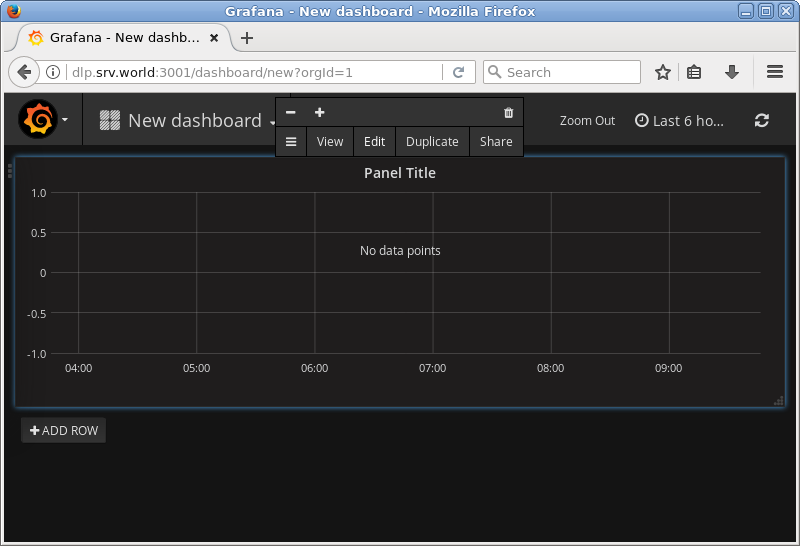 Grafana - New dashboard - Mozilla Firefox
Grafana - New dashb...
dlp.srv.world:3001/dashboard/new?orgId=1
Search
New dashboard
Zoom Out
Last 6 ho...
View
Edit
Duplicate
Share
Panel Title
1.0
0.5
No data points
0
-0.5
-1.0
04:00 05:00 06:00 07:00 08:00 09:00
ADD ROW